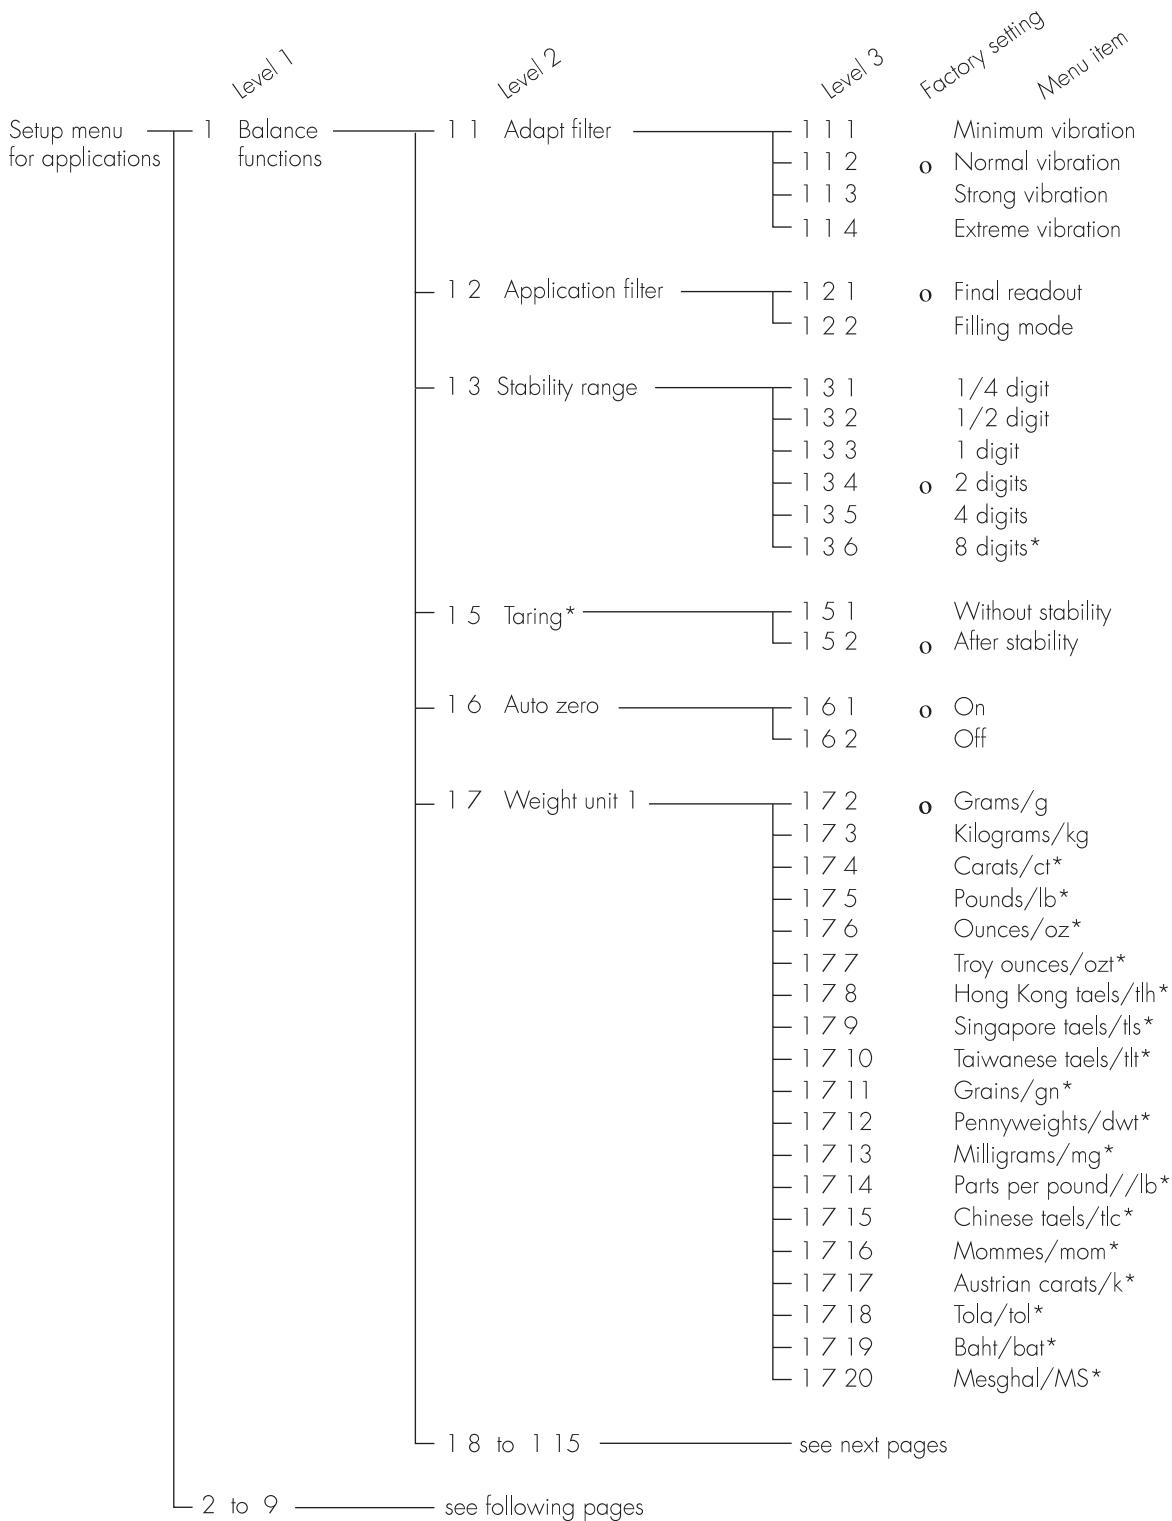 Level 1 Level 2 Level 3 Factory setting Menu item
Setup menu 1 Balance 1 1 Adapt filter 1 1 1 Minimum vibration
for applications functions 1 1 2 o Normal vibration
1 1 3 Strong vibration
1 1 4 Extreme vibration
1 2 Application filter 1 2 1 o Final readout
1 2 2 Filling mode
1 3 Stability range 1 3 1 1/4 digit
1 3 2 1/2 digit
1 3 3 1 digit
1 3 4 o 2 digits
1 3 5 4 digits
1 3 6 8 digits*
1 5 Taring* 1 5 1 Without stability
1 5 2 o After stability
1 6 Auto zero 1 6 1 o On
1 6 2 Off
1 7 Weight unit 1 1 7 2 o Grams/g
1 7 3 Kilograms/kg
1 7 4 Carats/ct*
1 7 5 Pounds/lb*
1 7 6 Ounces/oz*
1 7 7 Troy ounces/ozt*
1 7 8 Hong Kong taels/tlh*
1 7 9 Singapore taels/tls*
1 7 10 Taiwanese taels/tlt*
1 7 11 Grains/gn*
1 7 12 Pennyweights/dwt*
1 7 13 Milligrams/mg*
1 7 14 Parts per pound//lb*
1 7 15 Chinese taels/tlc*
1 7 16 Mommes/mom*
1 7 17 Austrian carats/k*
1 7 18 Tola/tol*
1 7 19 Baht/bat*
1 7 20 Mesghal/MS*
1 8 to 1 15 see next pages
2 to 9 see following pages